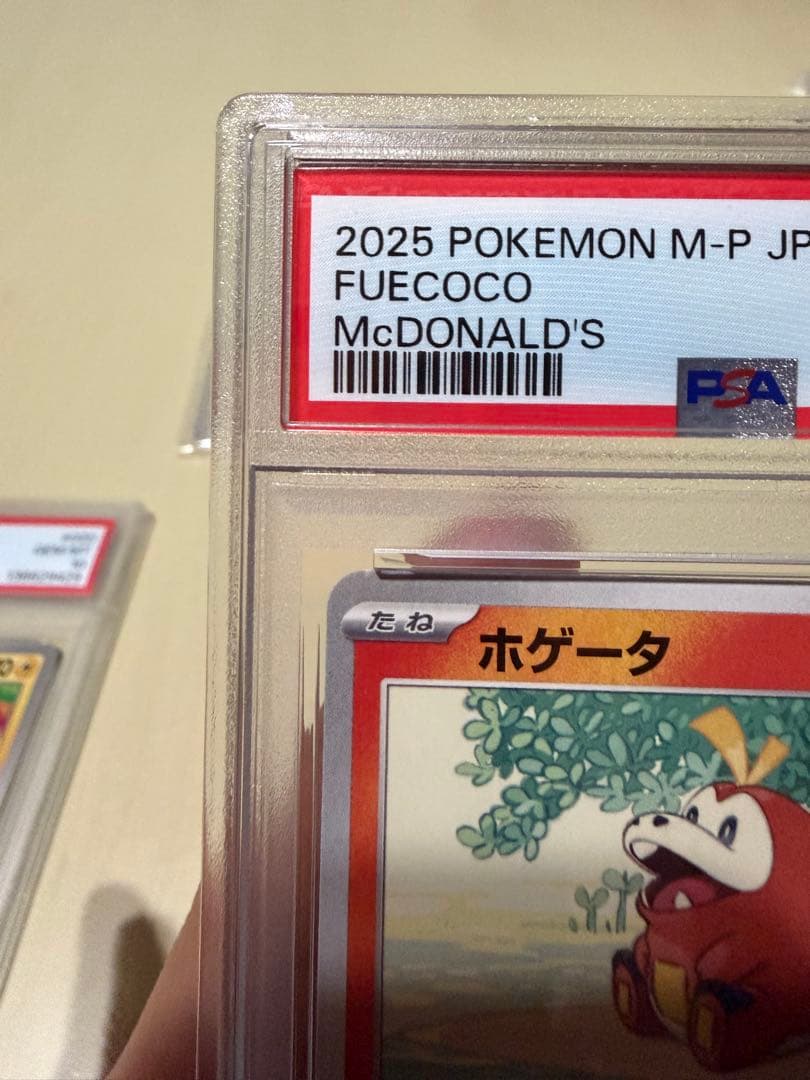 2025 POKEMON M-P JP
FUECOCO
McDONALD'S
PSA
たね
ホゲータ